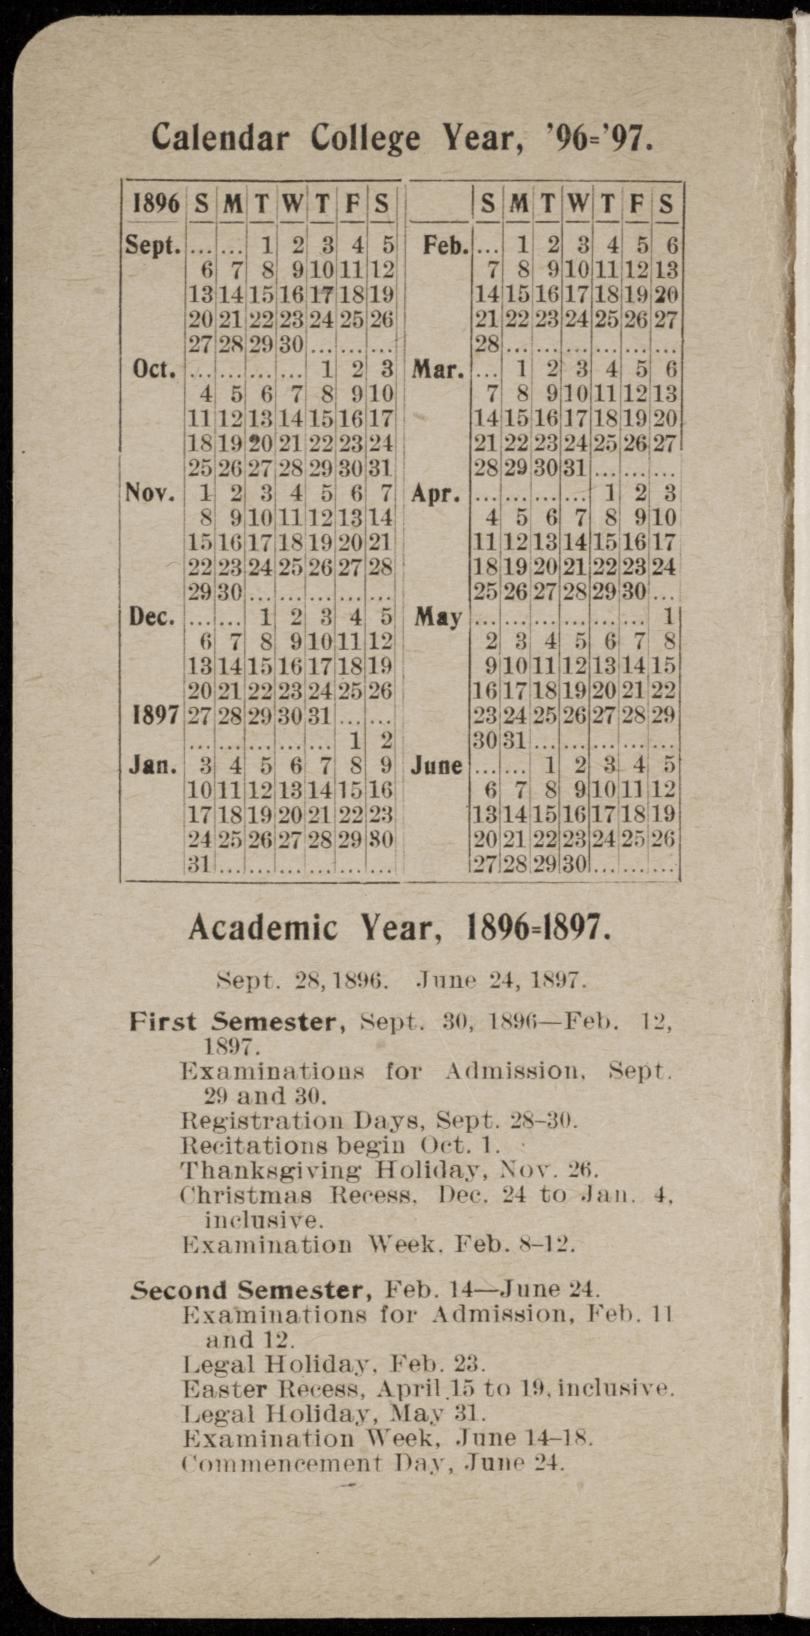 Calendar College Year, '96='97.
1896 S M T W T F S
Sept. ... ... 1 2 3 4 5
6 7 8 9 10 11 12
13 14 15 16 17 18 19
20 21 22 23 24 25 26
27 28 29 30 ... ... ...
Oct. ... ... ... ... 1 2 3
4 5 6 7 8 9 10
11 12 13 14 15 16 17
18 19 20 21 22 23 24
25 26 27 28 29 30 31
Nov. 1 2 3 4 5 6 7
8 9 10 11 12 13 14
15 16 17 18 19 20 21
22 23 24 25 26 27 28
29 30 ... ... ... ... ...
Dec. ... ... 1 2 3 4 5
6 7 8 9 10 11 12
13 14 15 16 17 18 19
20 21 22 23 24 25 26
1897 27 28 29 30 31 ... ...
... ... ... ... ... 1 2
Jan. 3 4 5 6 7 8 9
10 11 12 13 14 15 16
17 18 19 20 21 22 23
24 25 26 27 28 29 30
31 ... ... ... ... ... ...
S M T W T F S
Feb. ... 1 2 3 4 5 6
7 8 9 10 11 12 13
14 15 16 17 18 19 20
21 22 23 24 25 26 27
28 ... ... ... ... ... ...
Mar. ... 1 2 3 4 5 6
7 8 9 10 11 12 13
14 15 16 17 18 19 20
21 22 23 24 25 26 27
28 29 30 31 ... ... ...
Apr. ... ... ... ... 1 2 3
4 5 6 7 8 9 10
11 12 13 14 15 16 17
18 19 20 21 22 23 24
25 26 27 28 29 30 ...
May ... ... ... ... ... ... 1
2 3 4 5 6 7 8
9 10 11 12 13 14 15
16 17 18 19 20 21 22
23 24 25 26 27 28 29
30 31 ... ... ... ... ...
June ... ... 1 2 3 4 5
6 7 8 9 10 11 12
13 14 15 16 17 18 19
20 21 22 23 24 25 26
27 28 29 30 ... ... ...
Academic Year, 1896=1897.
Sept. 28, 1896. June 24, 1897.
First Semester, Sept. 30, 1896—Feb. 12,
1897.
Examinations for Admission, Sept.
29 and 30.
Registration Days, Sept. 28–30.
Recitations begin Oct. 1.
Thanksgiving Holiday, Nov. 26.
Christmas Recess, Dec. 24 to Jan. 4,
inclusive.
Examination Week, Feb. 8–12.
Second Semester, Feb. 14—June 24.
Examinations for Admission, Feb. 11
and 12.
Legal Holiday, Feb. 23.
Easter Recess, April 15 to 19, inclusive.
Legal Holiday, May 31.
Examination Week, June 14–18.
Commencement Day, June 24.